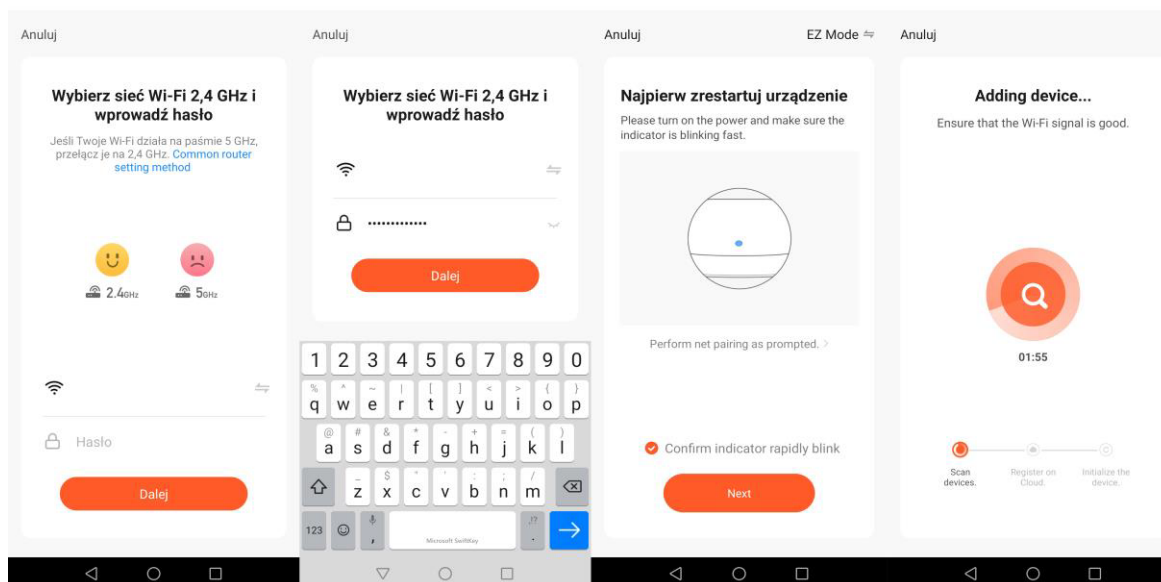 Anuluj
Wybierz sieć Wi-Fi 2,4 GHz i
wprowadź hasło
Jeśli Twoje Wi-Fi działa na paśmie 5 GHz,
przełącz je na 2,4 GHz. Common router
setting method
2.4GHz
5GHz
Hasło
Dalej
Anuluj
Wybierz sieć Wi-Fi 2,4 GHz i
wprowadź hasło
•••••••••••••
Dalej
1 2 3 4 5 6 7 8 9 0
% ^ ~ | [ ] < > { }
q w e r t y u i o p
@ # & * - + = ( )
a s d f g h j k l
_ $ " ' : ; /
z x c v b n m
123 , Microsoft SwiftKey ,!? .
Anuluj
EZ Mode
Najpierw zrestartuj urządzenie
Please turn on the power and make sure the
indicator is blinking fast.
Perform net pairing as prompted. >
Confirm indicator rapidly blink
Next
Anuluj
Adding device...
Ensure that the Wi-Fi signal is good.
01:55
Scan
devices.
Register on
Cloud.
Initialize the
device..